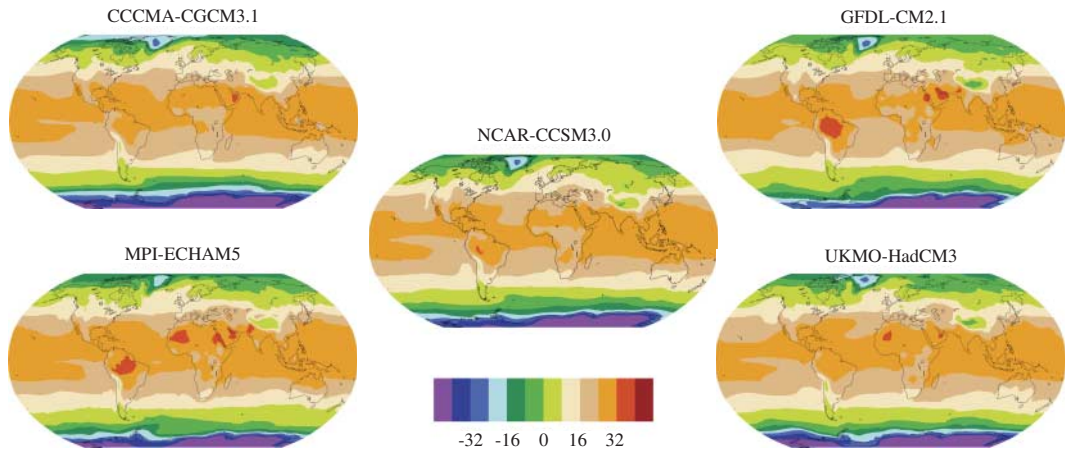 CCCMA-CGCM3.1
GFDL-CM2.1
NCAR-CCSM3.0
MPI-ECHAM5
UKMO-HadCM3
-32 -16 0 16 32